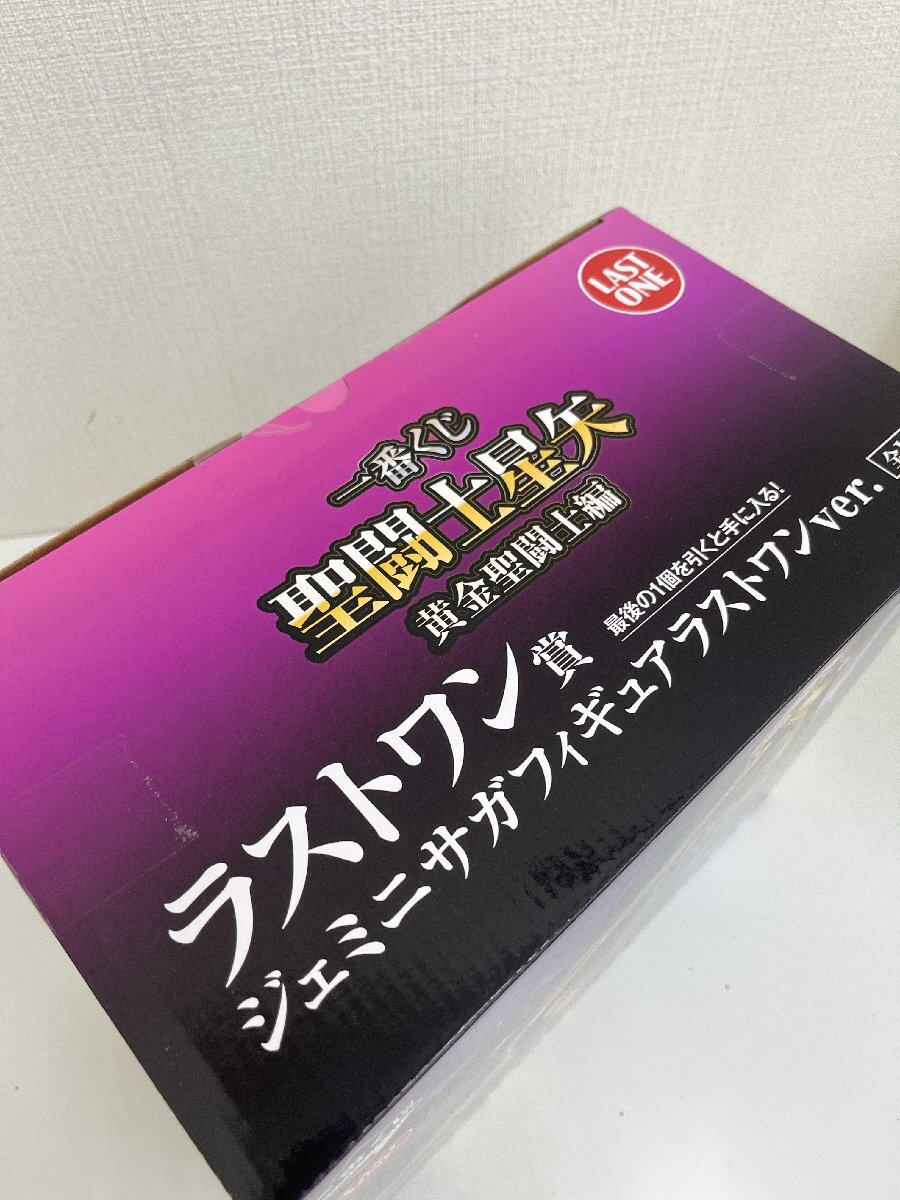 LAST
ONE
一番くじ
聖闘士星矢
黄金聖闘士編
ラストワン賞
最後の1個を引くと手に入る!
ジェミニサガフィギュアラストワンver.